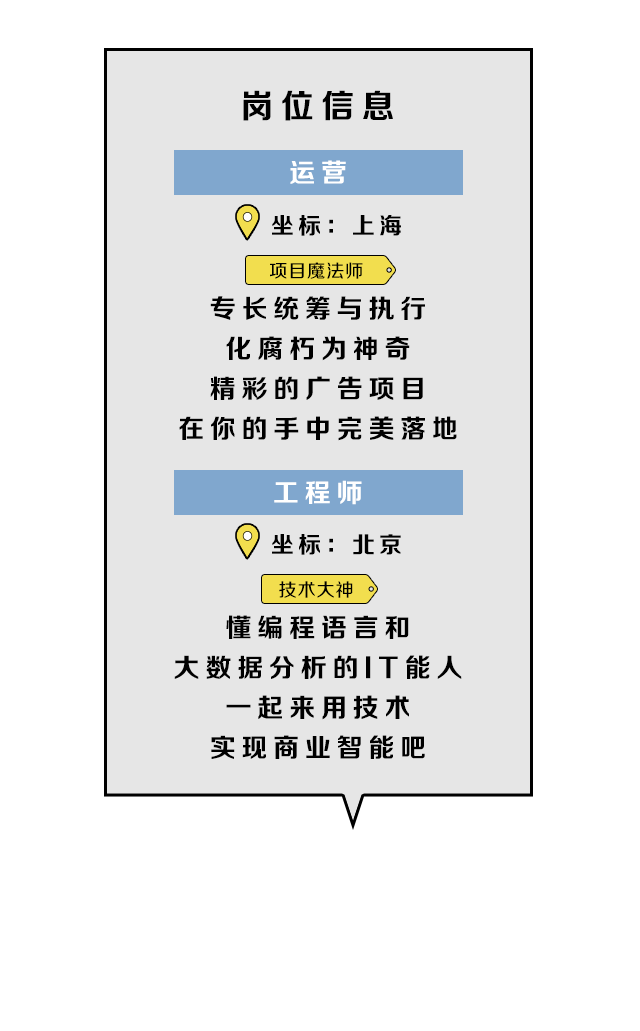 岗位信息
运营
坐标：上海
项目魔法师
专长统筹与执行
化腐朽为神奇
精彩的广告项目
在你的手中完美落地
工程师
坐标：北京
技术大神
懂编程语言和
大数据分析的IT能人
一起来用技术
实现商业智能吧